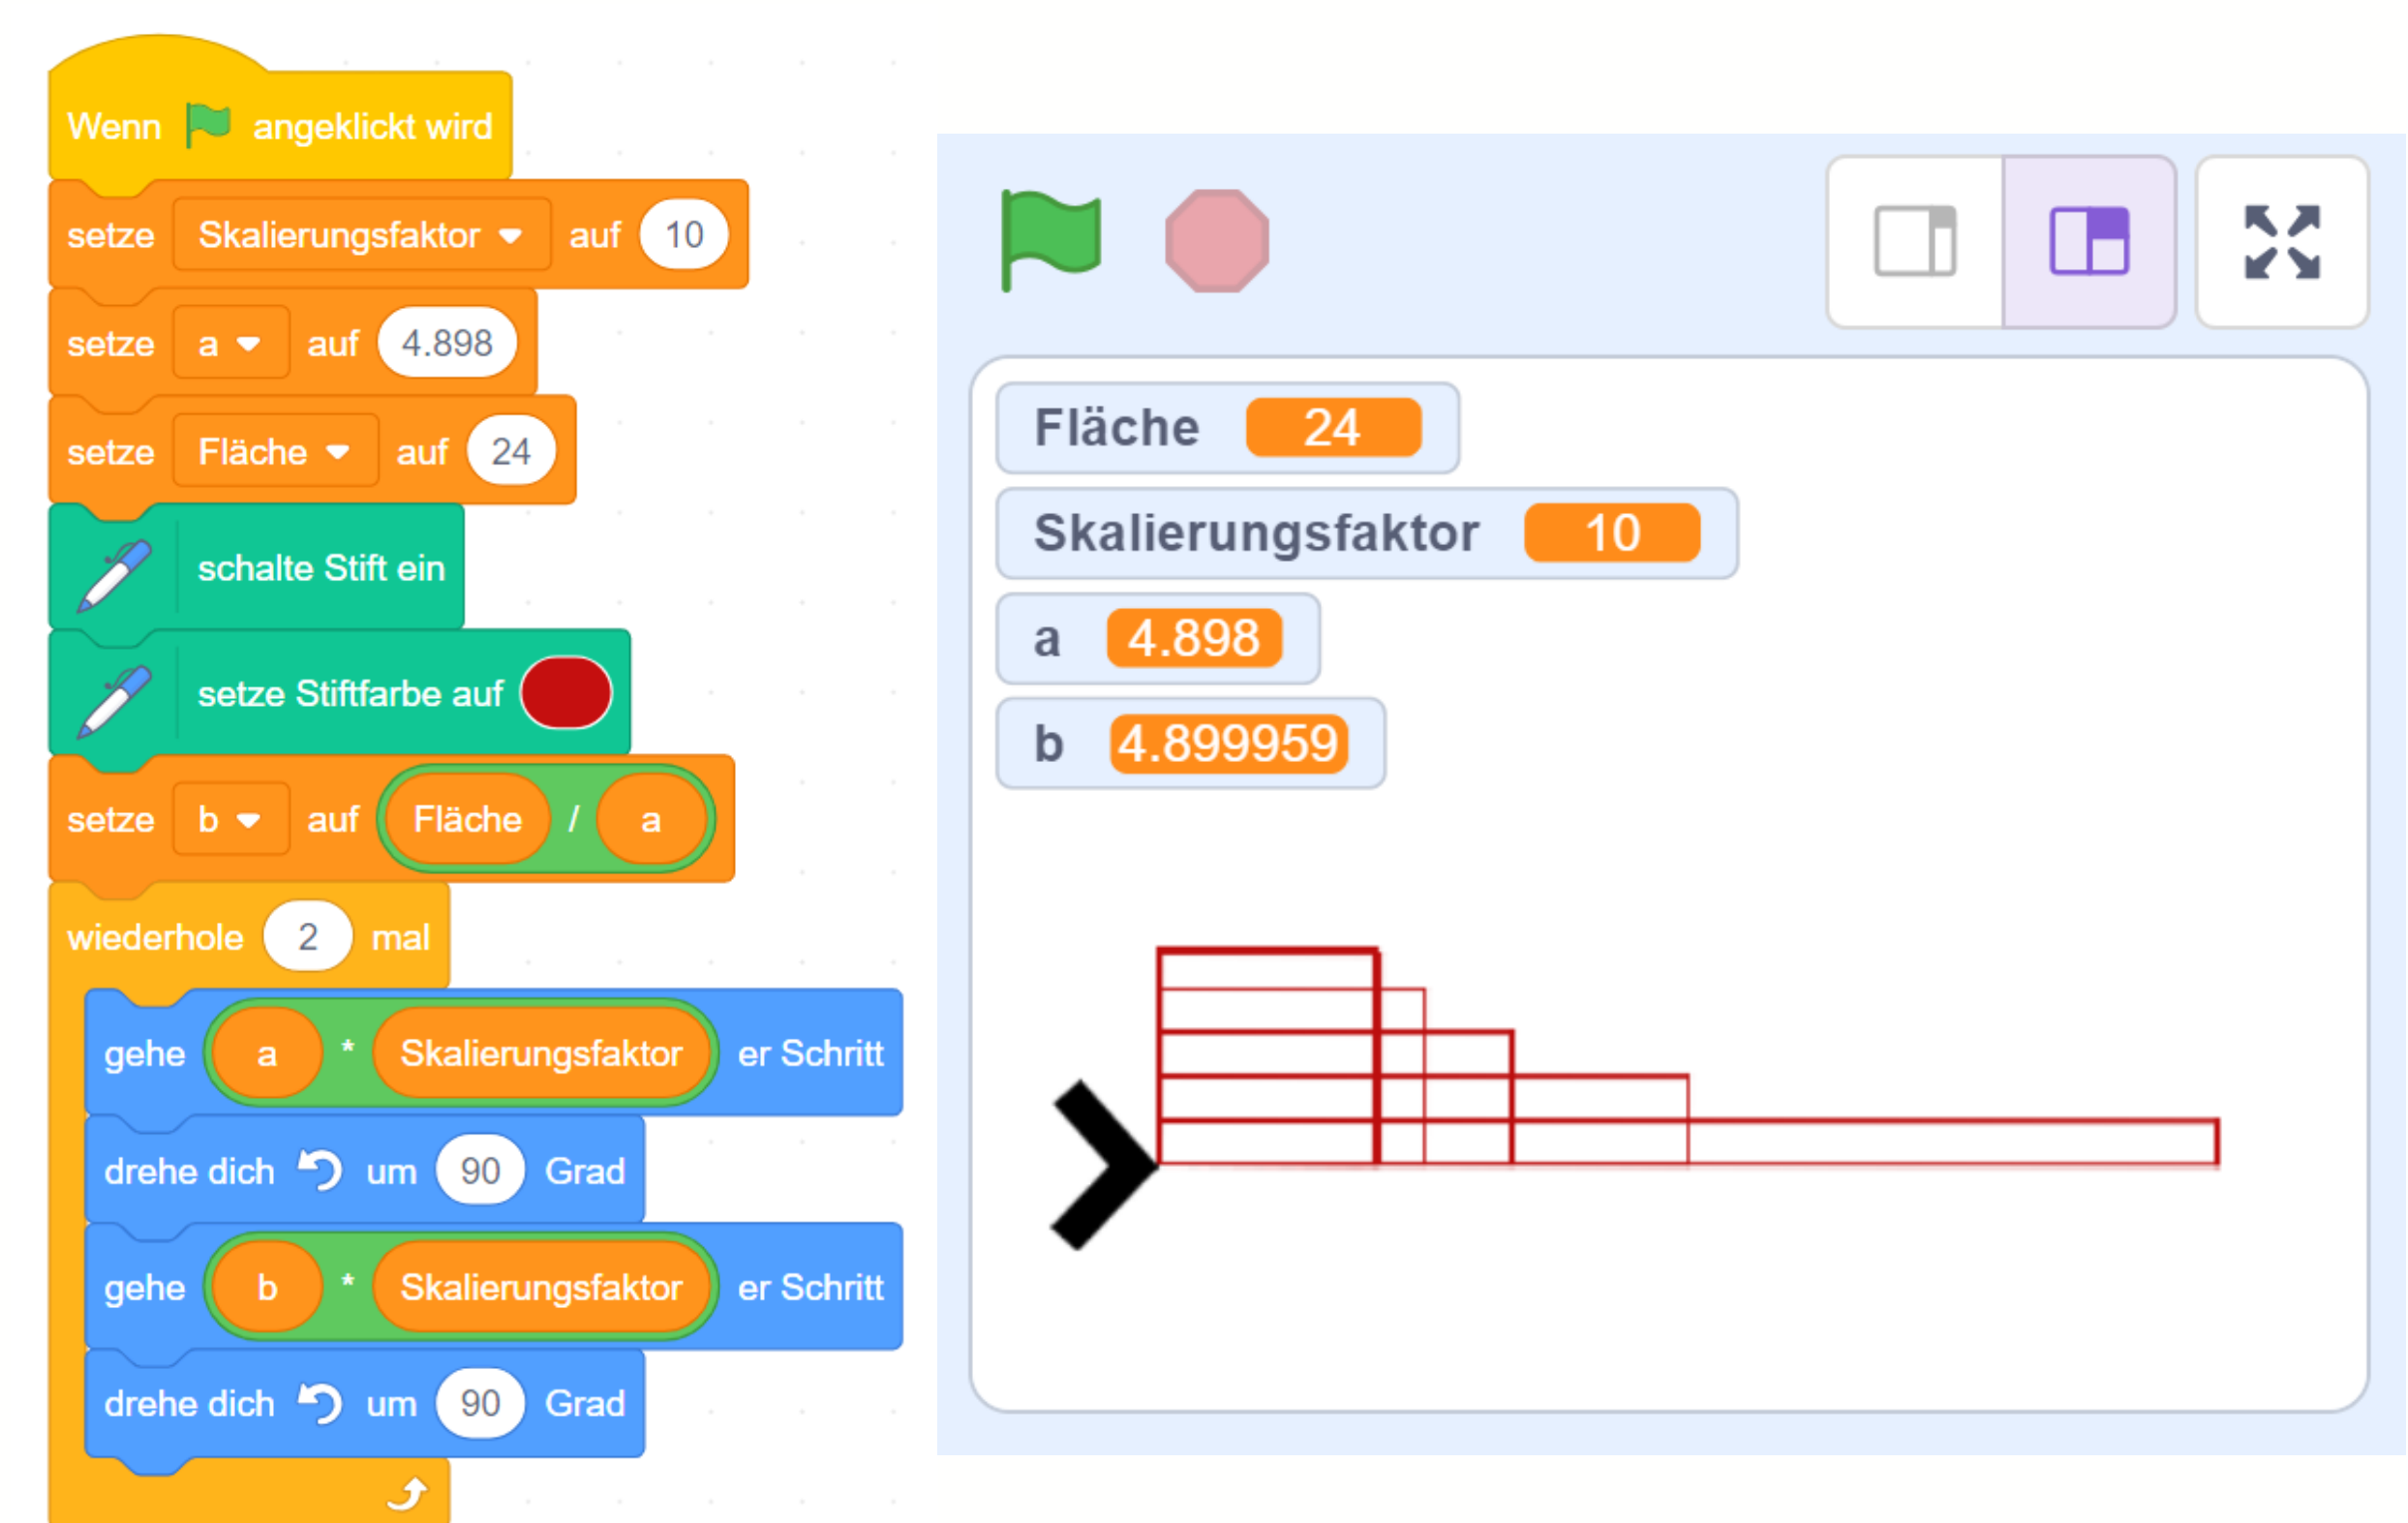 Wenn angeklickt wird
setze Skalierungsfaktor auf 10
setze a auf 4.898
setze Fläche auf 24
schalte Stift ein
setze Stiftfarbe auf
setze b auf Fläche / a
wiederhole 2 mal
gehe a * Skalierungsfaktor er Schritt
drehe dich um 90 Grad
gehe b * Skalierungsfaktor er Schritt
drehe dich um 90 Grad
Fläche 24
Skalierungsfaktor 10
a 4.898
b 4.899959